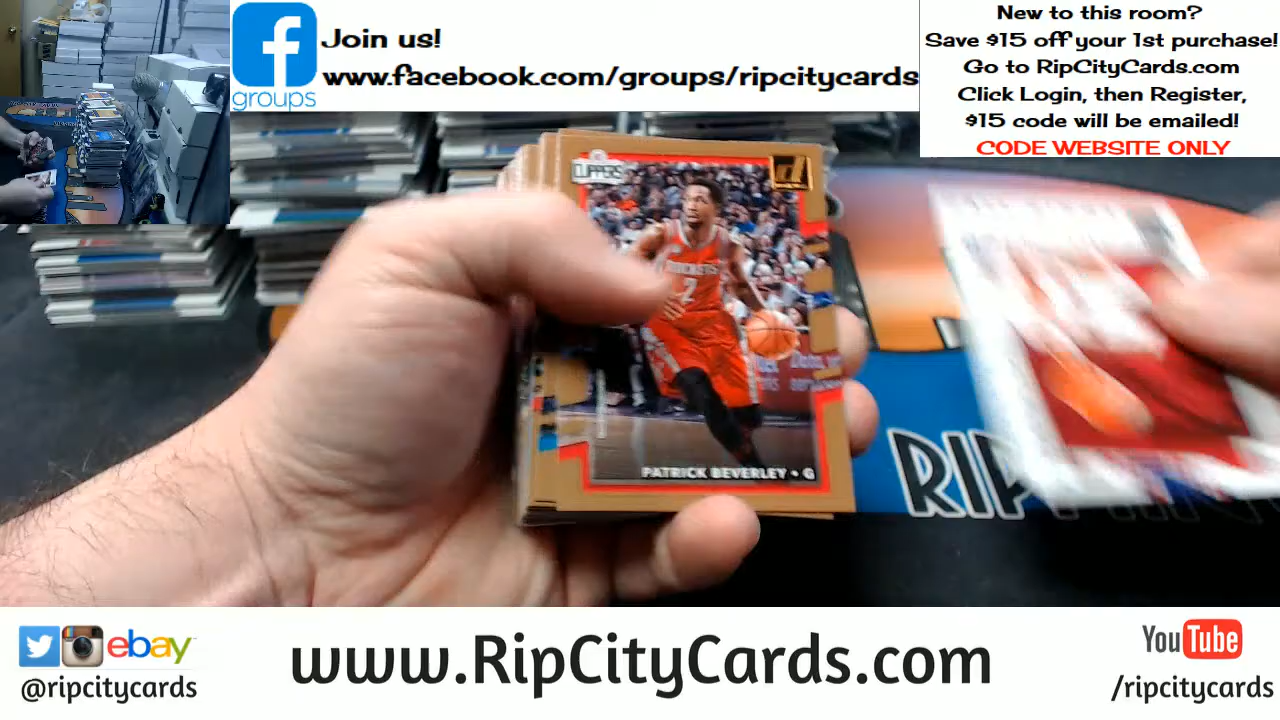 Join us!
www.facebook.com/groups/ripcitycards
groups
New to this room?
Save $15 off your 1st purchase!
Go to RipCityCards.com
Click Login, then Register,
$15 code will be emailed!
CODE WEBSITE ONLY
CLIPPERS
ROCKETS
2
PATRICK BEVERLEY • G
RIP
ebay
@ripcitycards
www.RipCityCards.com
YouTube
/ripcitycards